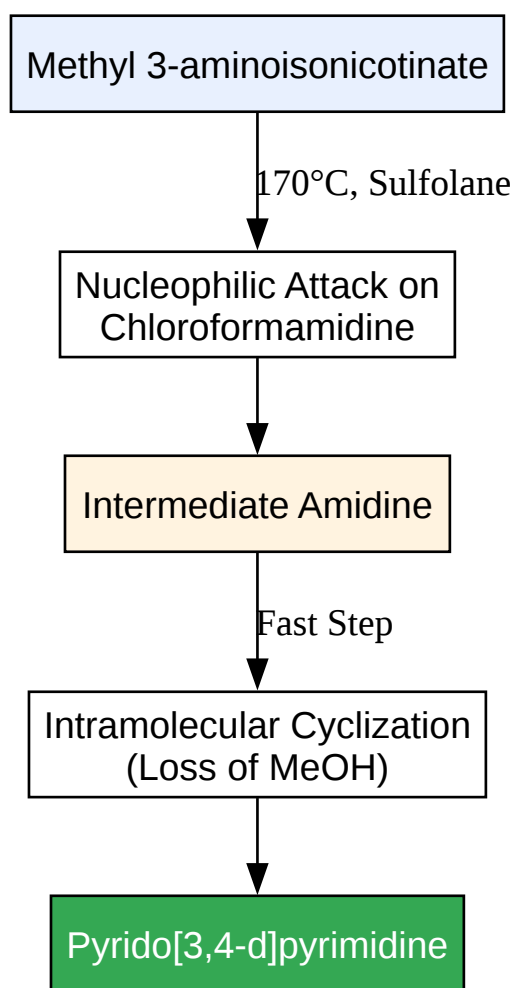 Methyl 3-aminoisonicotinate
170°C, Sulfolane
Nucleophilic Attack on
Chloroformamidine
Intermediate Amidine
Fast Step
Intramolecular Cyclization
(Loss of MeOH)
Pyrido[3,4-d]pyrimidine